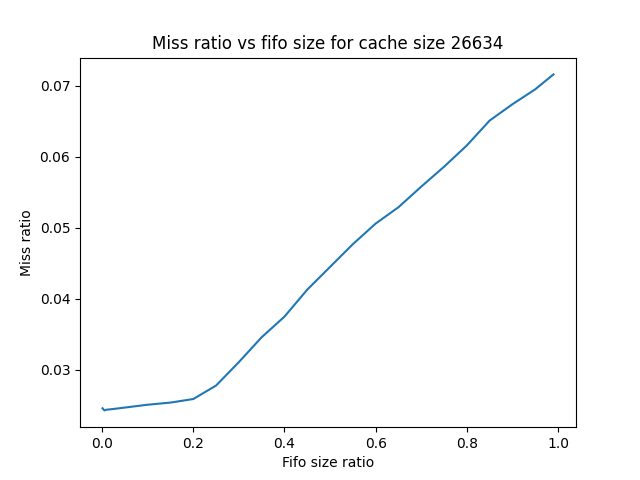 Miss ratio vs fifo size for cache size 26634
0.07
0.06
0.05
0.04
0.03
Miss ratio
0.0 0.2 0.4 0.6 0.8 1.0
Fifo size ratio